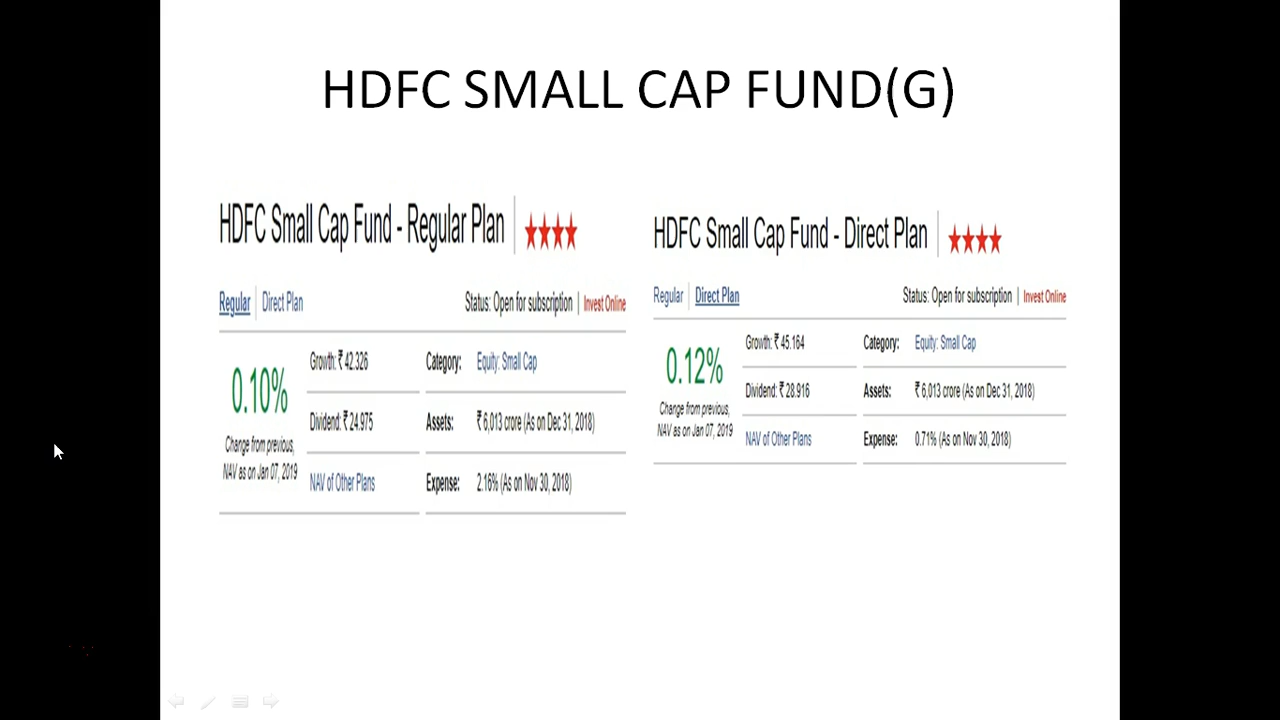 HDFC SMALL CAP FUND(G)
HDFC Small Cap Fund - Regular Plan
Regular Direct Plan Status: Open for subscription | Invest Online
0.10%
Change from previous,
NAV as on Jan 07, 2019
Growth: ₹ 42.326
Dividend: ₹ 24.975
NAV of Other Plans
Category: Equity: Small Cap
Assets: ₹ 6,013 crore (As on Dec 31, 2018)
Expense: 2.16% (As on Nov 30, 2018)
HDFC Small Cap Fund - Direct Plan
Regular Direct Plan Status: Open for subscription | Invest Online
0.12%
Change from previous,
NAV as on Jan 07, 2019
Growth: ₹ 45.164
Dividend: ₹ 28.916
NAV of Other Plans
Category: Equity: Small Cap
Assets: ₹ 6,013 crore (As on Dec 31, 2018)
Expense: 0.71% (As on Nov 30, 2018)